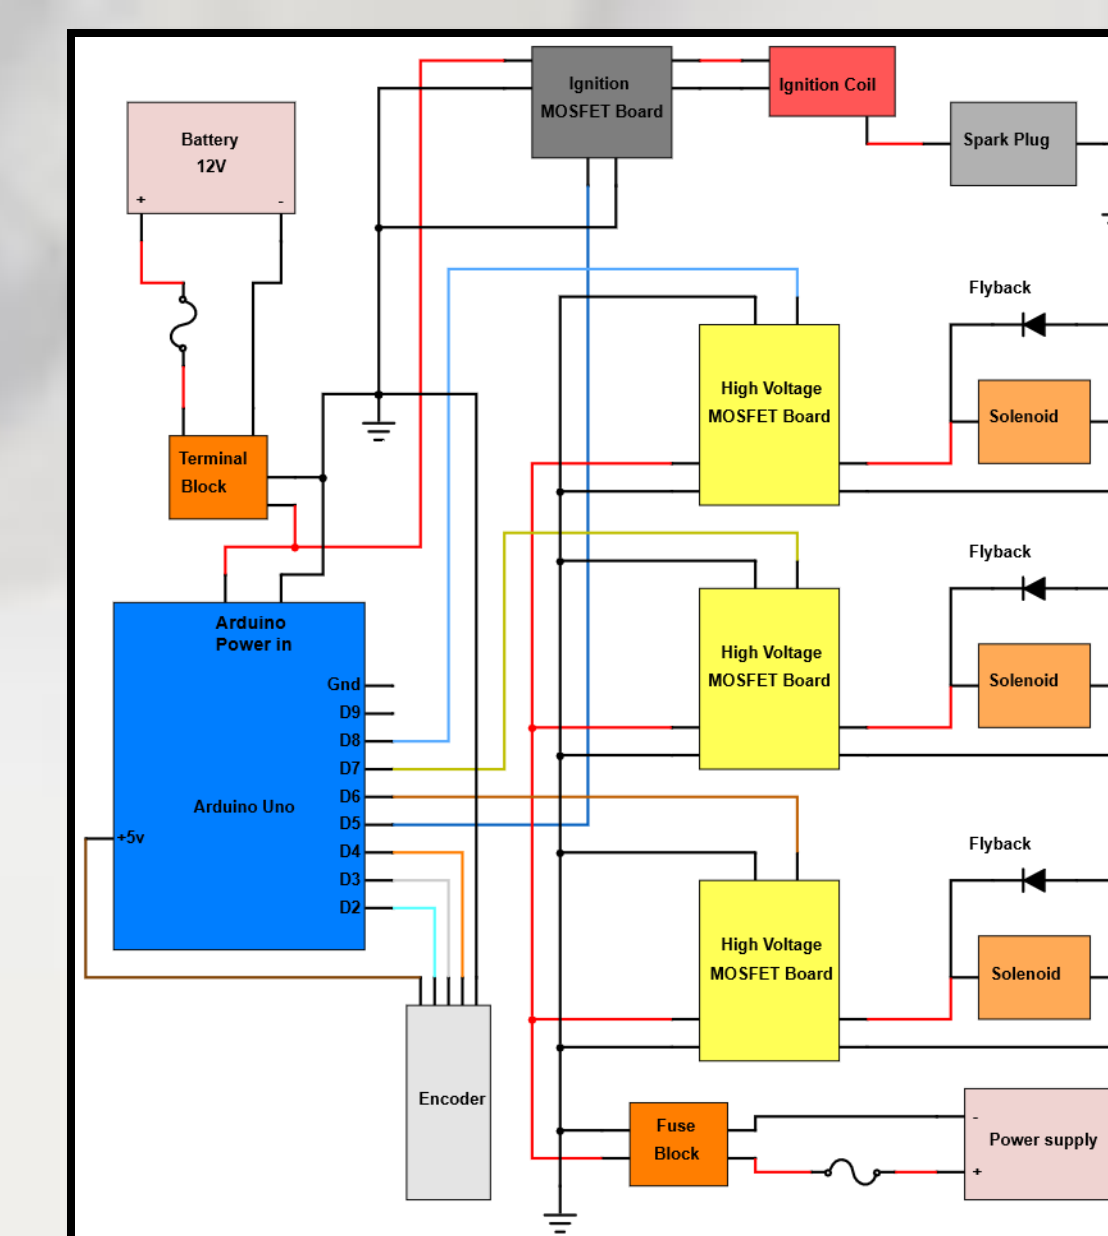 Ignition
MOSFET Board
Ignition Coil
Battery
12V
+ -
Spark Plug
Flyback
High Voltage
MOSFET Board
Solenoid
Terminal
Block
Flyback
Arduino
Power in
High Voltage
MOSFET Board
Solenoid
Gnd
D9
D8
D7
D6
Arduino Uno
D5
+5v
D4
D3
D2
Flyback
High Voltage
MOSFET Board
Solenoid
Encoder
Fuse
Block
-
Power supply
+